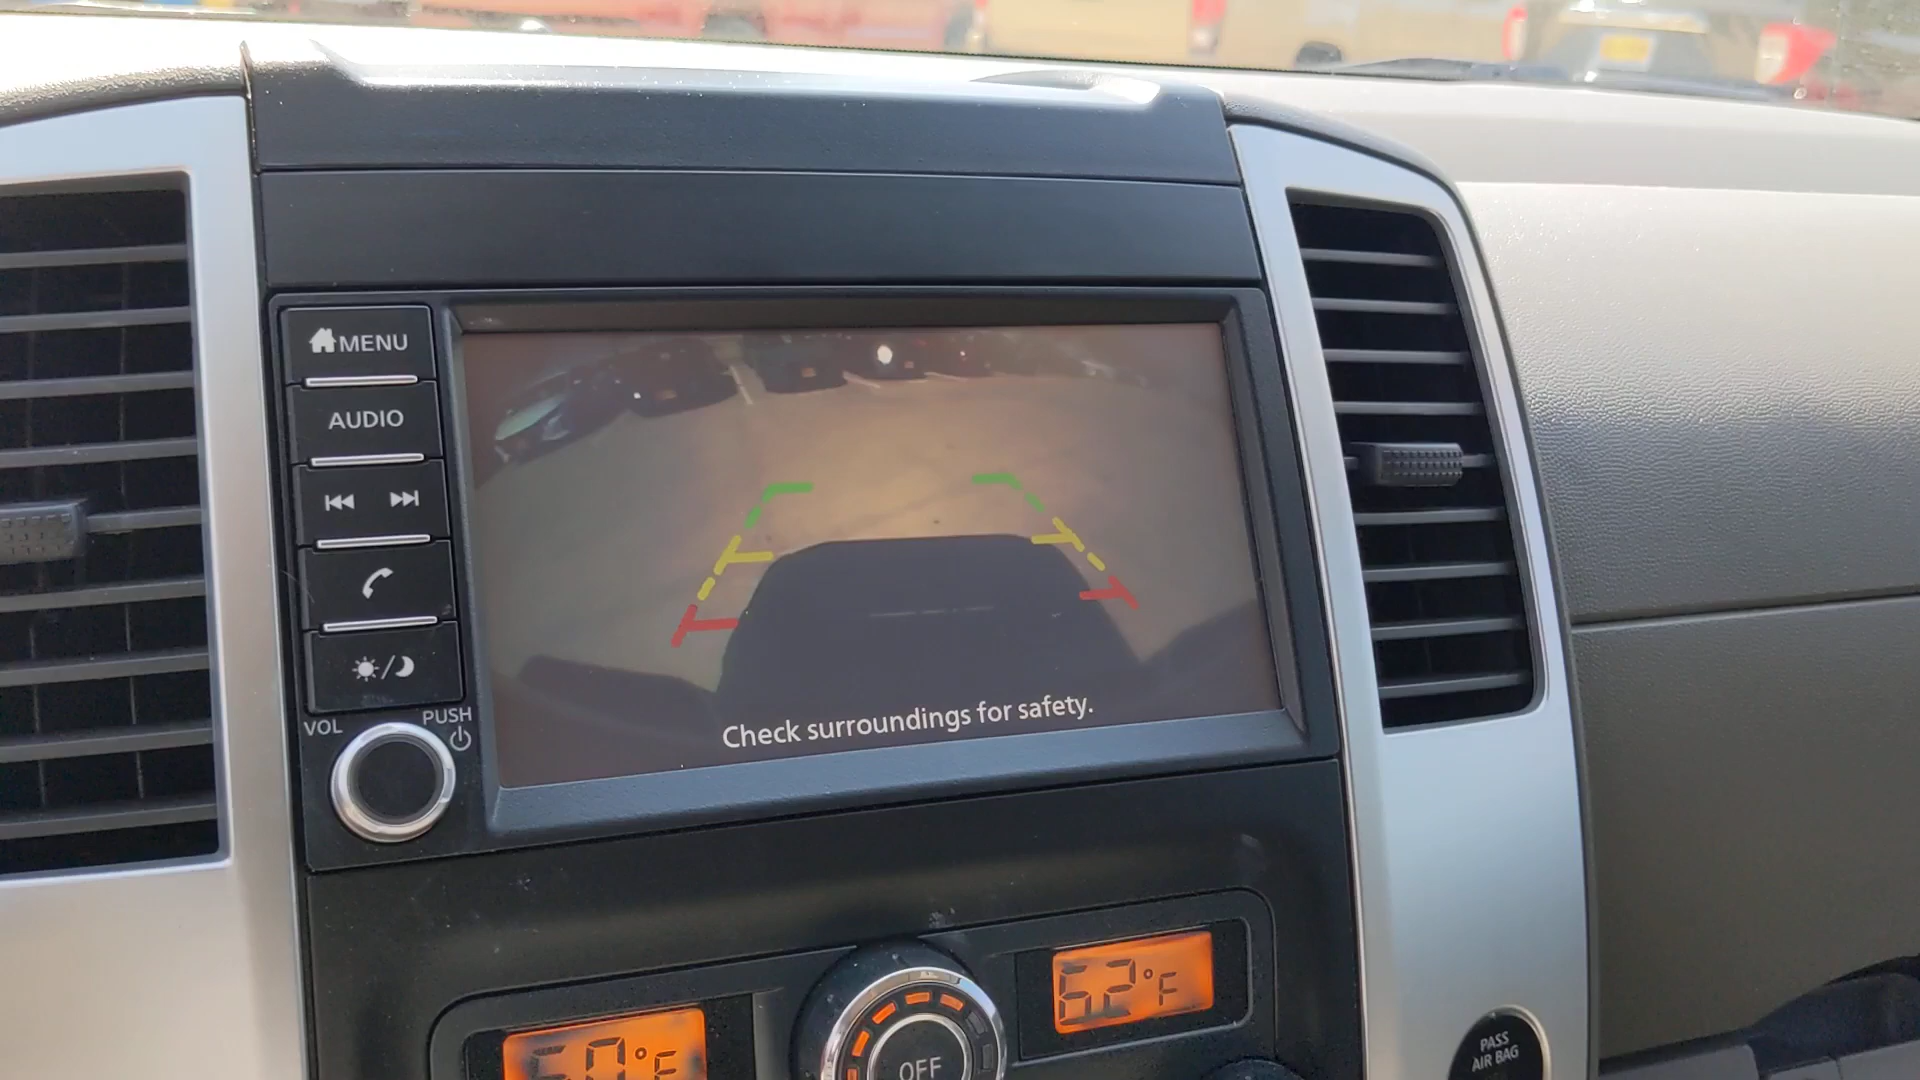 MENU
AUDIO
VOL
PUSH
Check surroundings for safety.
62°F
°F
OFF
PASS
AIR BAG